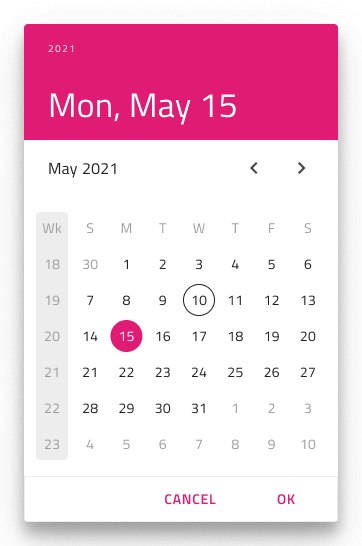 2021
Mon, May 15
May 2021
Wk S M T W T F S
18 30 1 2 3 4 5 6
19 7 8 9 10 11 12 13
20 14 15 16 17 18 19 20
21 21 22 23 24 25 26 27
22 28 29 30 31 1 2 3
23 4 5 6 7 8 9 10
CANCEL OK